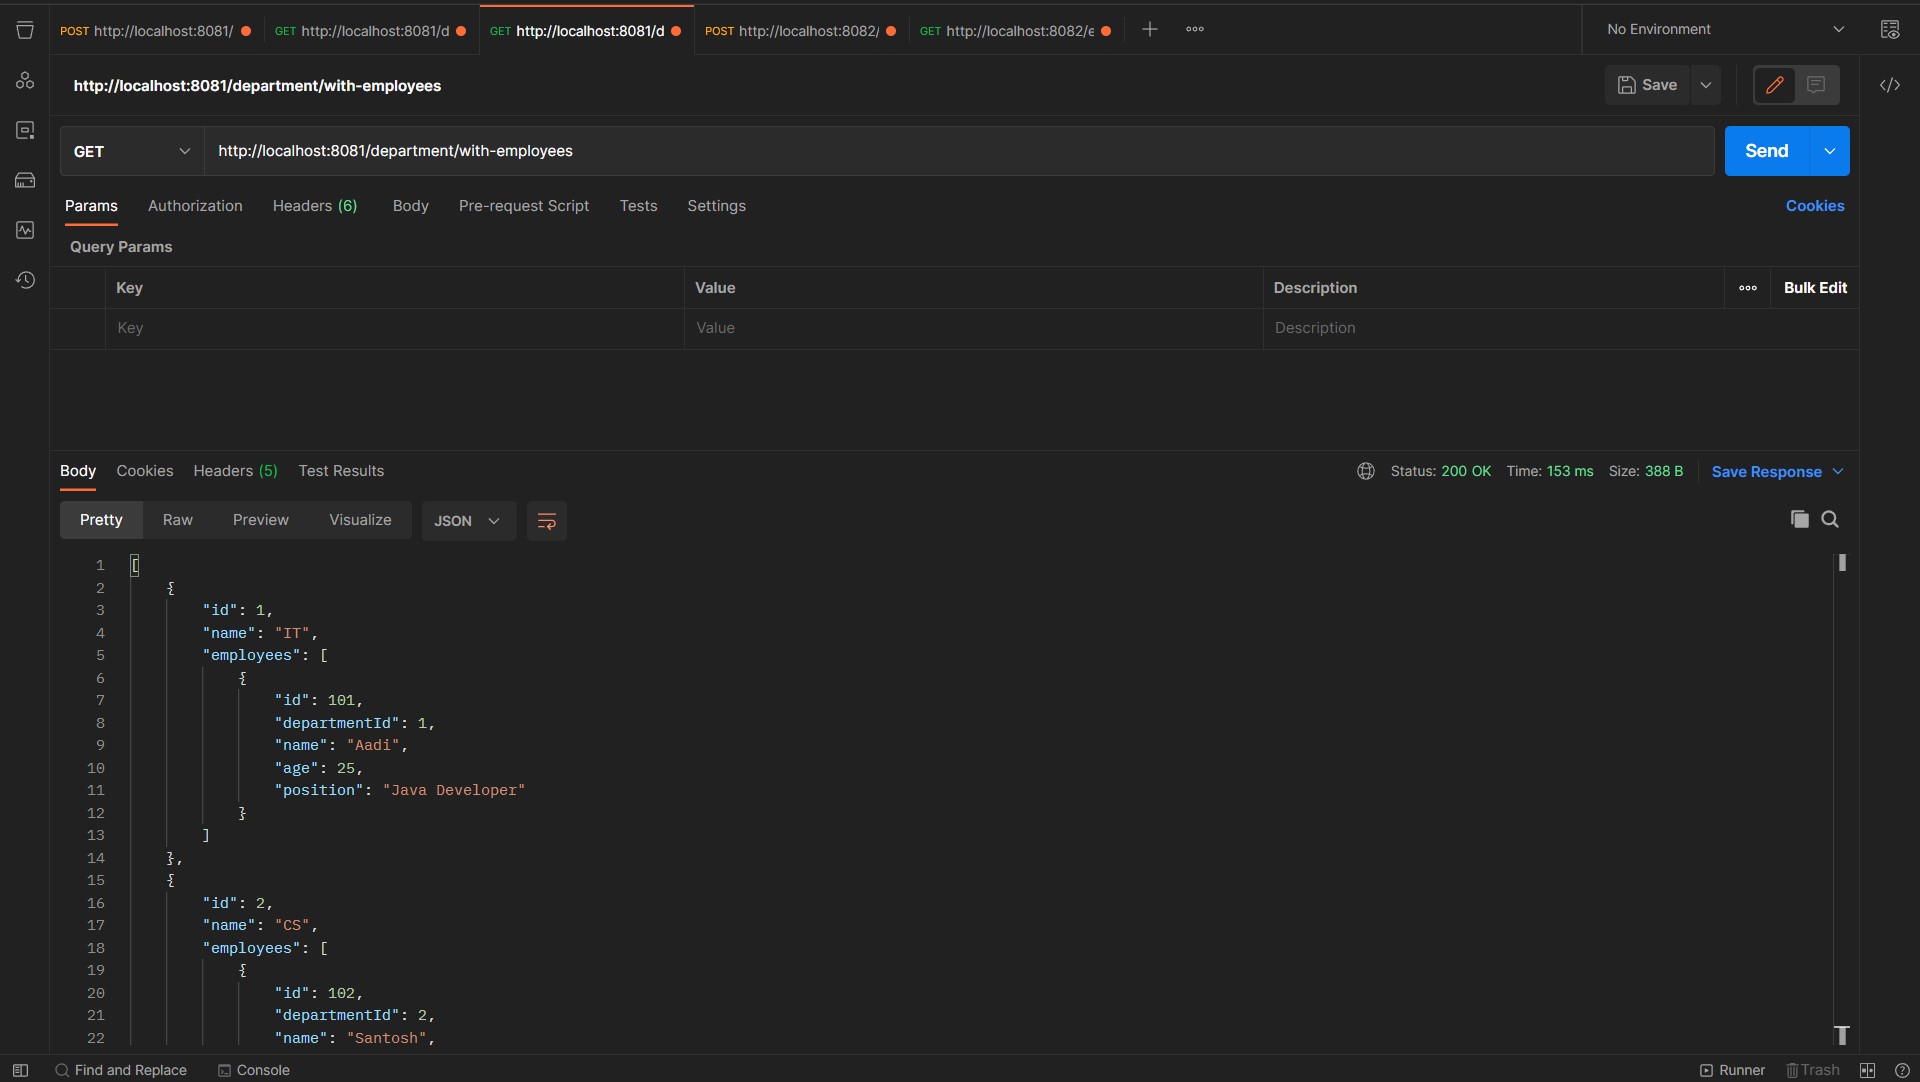 POST http://localhost:8081/ GET http://localhost:8081/d GET http://localhost:8081/d POST http://localhost:8082/ GET http://localhost:8082/e No Environment
http://localhost:8081/department/with-employees Save
GET http://localhost:8081/department/with-employees Send
Params Authorization Headers (6) Body Pre-request Script Tests Settings Cookies
Query Params
Key Value Description Bulk Edit
Key Value Description
Body Cookies Headers (5) Test Results Status: 200 OK Time: 153 ms Size: 388 B Save Response
Pretty Raw Preview Visualize JSON
1 [
2 {
3 "id": 1,
4 "name": "IT",
5 "employees": [
6 {
7 "id": 101,
8 "departmentId": 1,
9 "name": "Aadi",
10 "age": 25,
11 "position": "Java Developer"
12 }
13 ]
14 },
15 {
16 "id": 2,
17 "name": "CS",
18 "employees": [
19 {
20 "id": 102,
21 "departmentId": 2,
22 "name": "Santosh",
Find and Replace Console Runner Trash